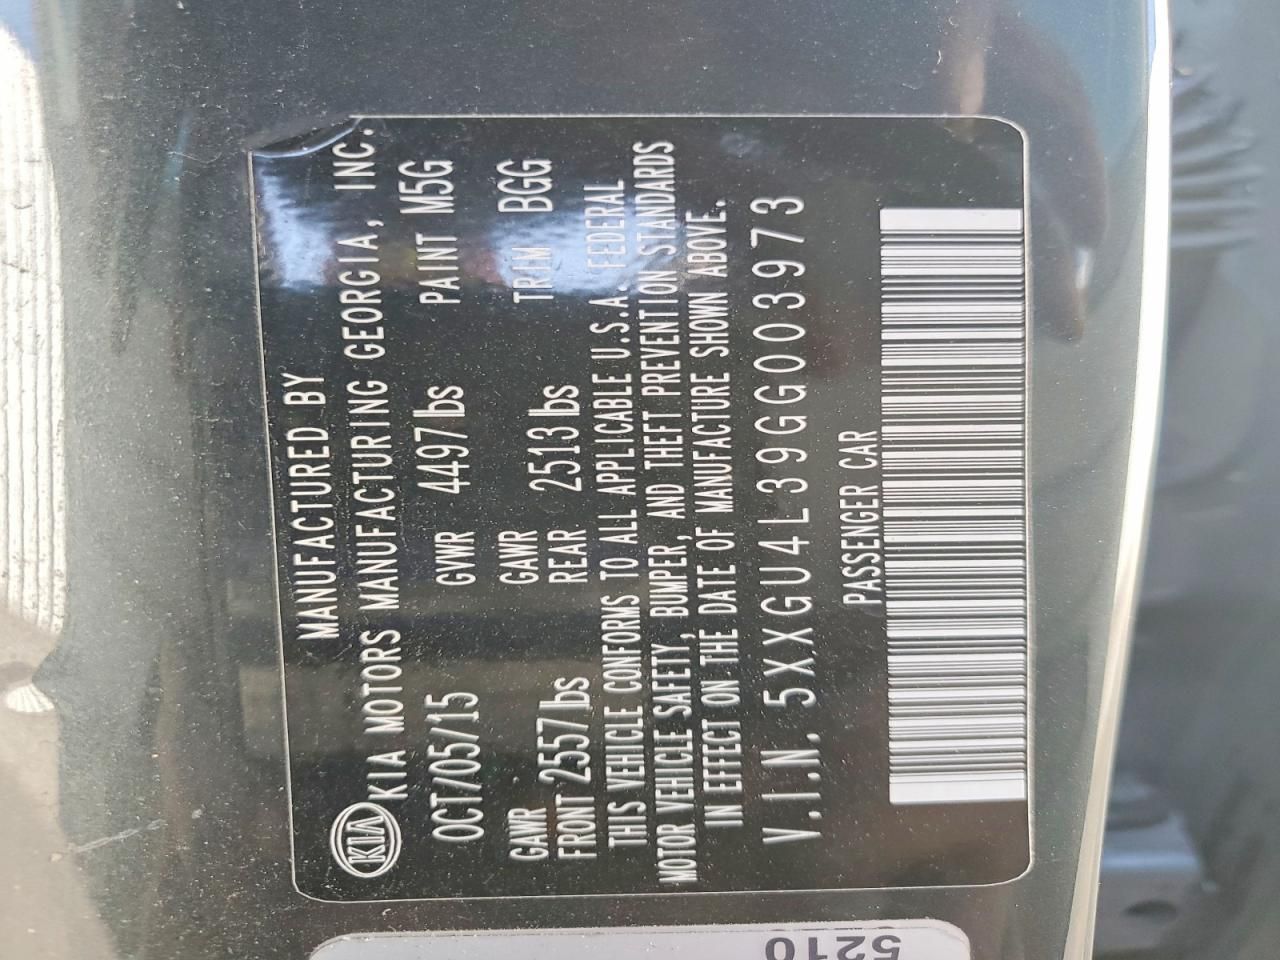 MANUFACTURED BY
KIA KIA MOTORS MANUFACTURING GEORGIA, INC.
OCT/05/15 GVWR 4497lbs PAINT M5G
GAWR FRONT 2557lbs GAWR REAR 2513lbs TRIM BGG
THIS VEHICLE CONFORMS TO ALL APPLICABLE U.S.A. FEDERAL
MOTOR VEHICLE SAFETY, BUMPER, AND THEFT PREVENTION STANDARDS
IN EFFECT ON THE DATE OF MANUFACTURE SHOWN ABOVE.
V.I.N. 5XXGU4L39GG003973
PASSENGER CAR
5210